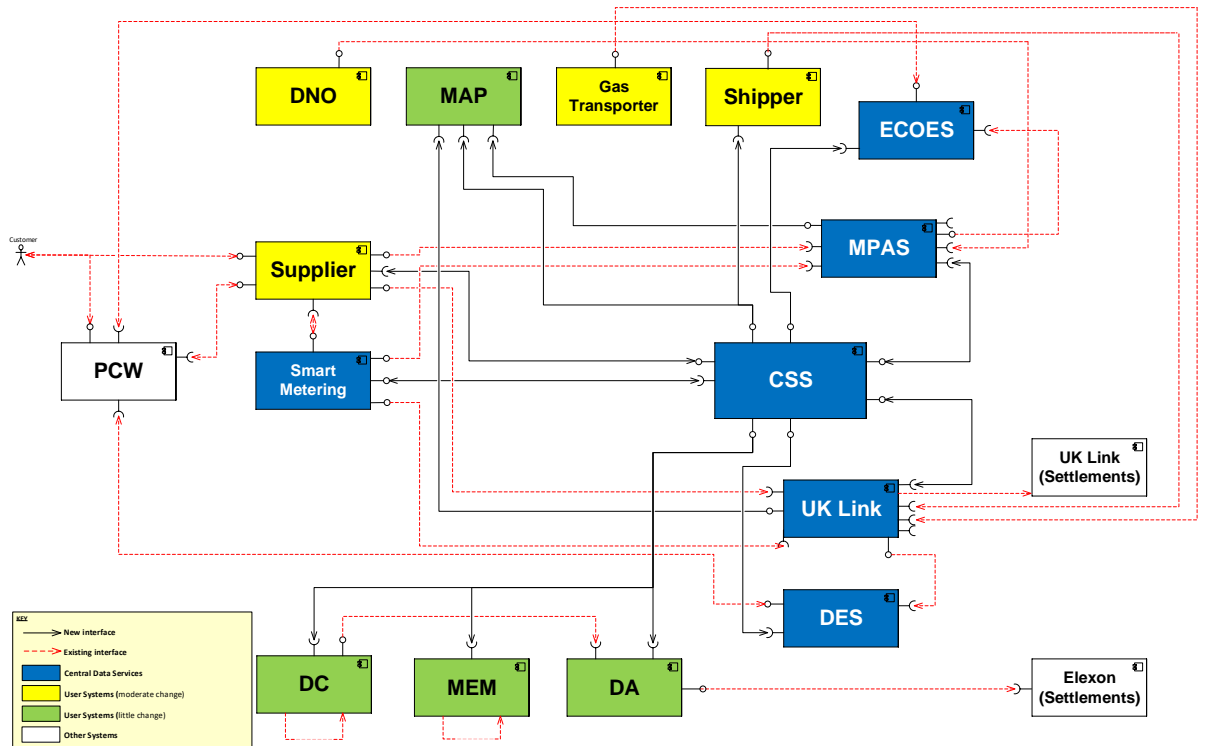 DNO
MAP
Gas
Transporter
Shipper
ECOES
MPAS
Customer
Supplier
PCW
Smart
Metering
CSS
UK Link
(Settlements)
UK Link
DES
KEY
New interface
Existing interface
Central Data Services
User Systems (moderate change)
User Systems (little change)
Other Systems
DC
MEM
DA
Elexon
(Settlements)